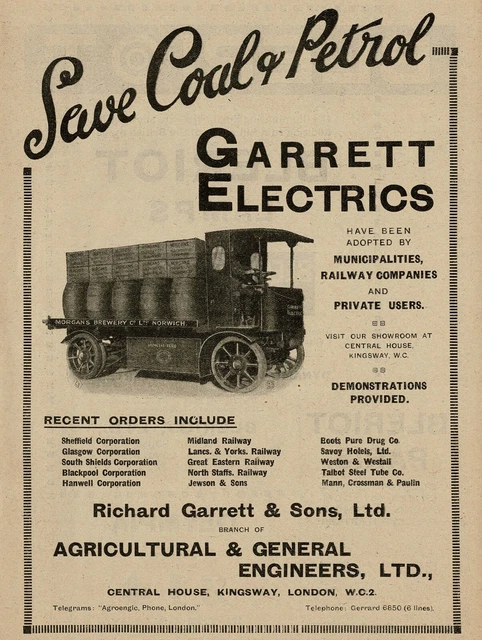 Save Coal & Petrol
GARRETT
ELECTRICS
HAVE BEEN
ADOPTED BY
MUNICIPALITIES,
RAILWAY COMPANIES
AND
PRIVATE USERS.
VISIT OUR SHOWROOM AT
CENTRAL HOUSE,
KINGSWAY, W.C.
DEMONSTRATIONS
PROVIDED.
MORGANS BREWERY Co LTD NORWICH.
RECENT ORDERS INCLUDE
Sheffield Corporation
Glasgow Corporation
South Shields Corporation
Blackpool Corporation
Hanwell Corporation
Midland Railway
Lancs. & Yorks. Railway
Great Eastern Railway
North Staffs. Railway
Jewson & Sons
Boots Pure Drug Co.
Savoy Hotels, Ltd.
Weston & Westall
Talbot Steel Tube Co.
Mann, Crossman & Paulin
Richard Garrett & Sons, Ltd.
BRANCH OF
AGRICULTURAL & GENERAL
ENGINEERS, LTD.,
CENTRAL HOUSE, KINGSWAY, LONDON, W.C.2.
Telegrams: "Agroengic, Phone, London."
Telephone: Gerrard 6650 (6 lines).